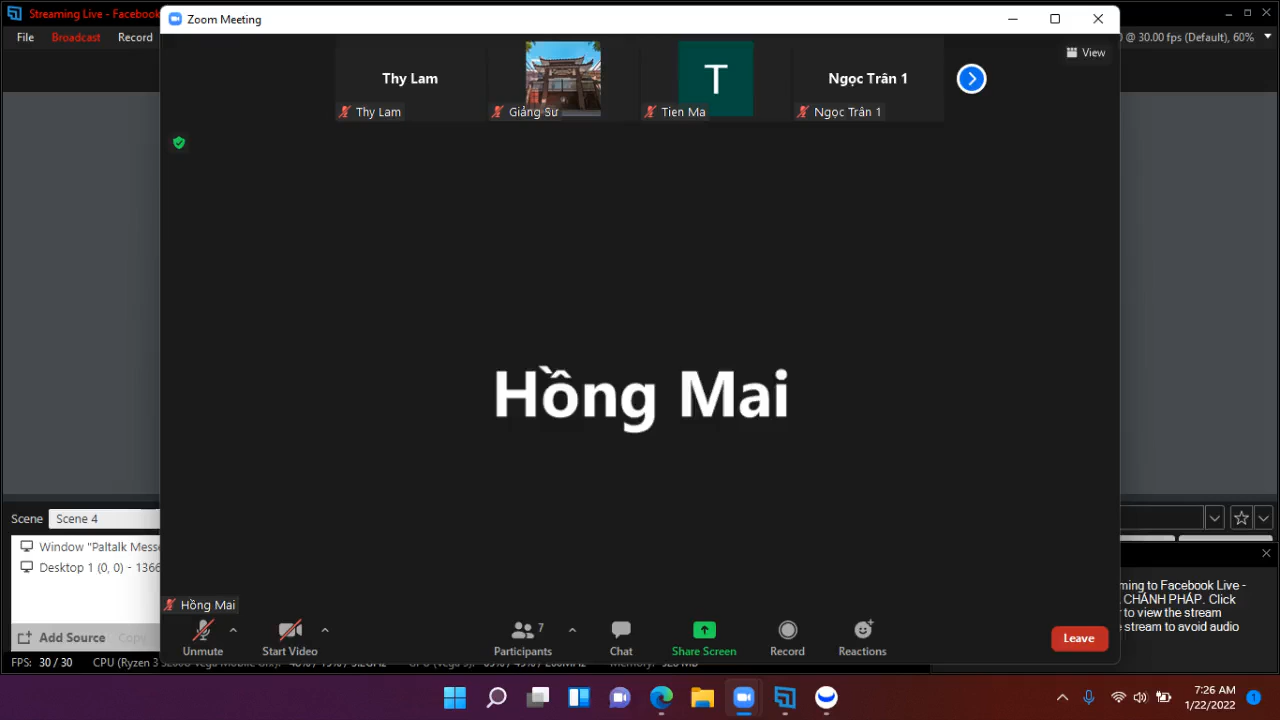 Streaming Live - Facebook
Zoom Meeting
File Broadcast Record
@ 30.00 fps (Default), 60%
View
Thy Lam
Ngọc Trân 1
T
Thy Lam
Giảng Sư
Tien Ma
Ngọc Trân 1
Hồng Mai
Scene
Scene 4
Window "Paltalk Messe
Desktop 1 (0, 0) - 1366
ming to Facebook Live -
CHÁNH PHÁP. Click
r to view the stream
e stream to avoid audio
Hồng Mai
Add Source
Copy
Unmute
Start Video
Participants
7
Chat
Share Screen
Record
Reactions
Leave
FPS: 30 / 30
7:26 AM
1/22/2022
1